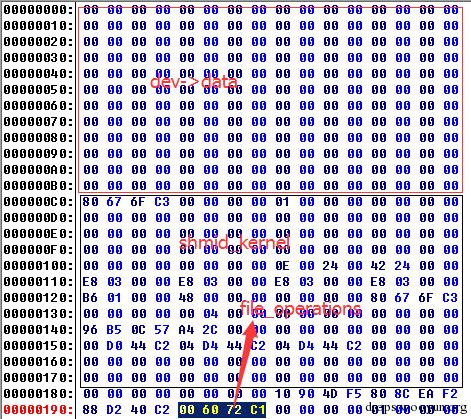 00000000: 00 00 00 00 00 00 00 00 00 00 00 00 00 00 00 00
00000010: 00 00 00 00 00 00 00 00 00 00 00 00 00 00 00 00
00000020: 00 00 00 00 00 00 00 00 00 00 00 00 00 00 00 00
00000030: 00 00 00 00 00 00 00 00 00 00 00 00 00 00 00 00
00000040: 00 00 00 00 00 00 00 00 00 00 00 00 00 00 00 00
dev->data
00000050: 00 00 00 00 00 00 00 00 00 00 00 00 00 00 00 00
00000060: 00 00 00 00 00 00 00 00 00 00 00 00 00 00 00 00
00000070: 00 00 00 00 00 00 00 00 00 00 00 00 00 00 00 00
00000080: 00 00 00 00 00 00 00 00 00 00 00 00 00 00 00 00
00000090: 00 00 00 00 00 00 00 00 00 00 00 00 00 00 00 00
000000A0: 00 00 00 00 00 00 00 00 00 00 00 00 00 00 00 00
000000B0: 00 00 00 00 00 00 00 00 00 00 00 00 00 00 00 00
000000C0: 80 67 6F C3 00 00 00 00 01 00 00 00 00 00 00 00
000000D0: 00 00 00 00 00 00 00 00 00 00 00 00 00 00 00 00
000000E0: 00 00 00 00 00 00 00 00 00 00 00 00 00 00 00 00
shmid_kernel
000000F0: 00 00 00 00 00 00 00 00 00 00 00 00 00 00 00 00
00000100: 00 00 00 00 00 00 00 00 0E 00 24 00 42 24 00 00
00000110: E8 03 00 00 E8 03 00 00 E8 03 00 00 E8 03 00 00
00000120: B6 01 00 00 48 00 00 00 00 00 00 00 80 67 6F C3
file_operations
00000130: 00 00 00 00 04 00 00 00 00 00 00 00 00 00 00 00
00000140: 96 B5 0C 57 A4 2C 00 00 00 00 00 00 00 00 00 00
00000150: 00 D0 44 C2 04 D4 44 C2 04 D4 44 C2 00 00 00 00
00000160: 00 00 00 00 00 00 00 00 00 00 00 00 00 00 00 00
00000170: 00 00 00 00 00 00 00 00 00 00 00 00 00 00 00 00
00000180: 00 00 00 00 00 00 00 00 10 90 4D F5 80 8C EA F2
00000190: 88 D2 40 C2 00 60 72 C1 00 00 00 00 01 00 00 00